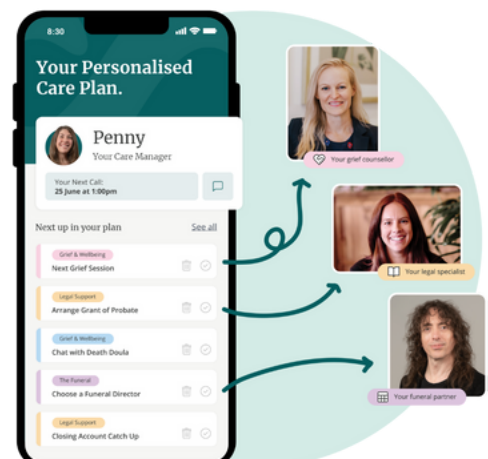 8:30
Your Personalised
Care Plan.
Penny
Your Care Manager
Your Next Call:
25 June at 1:00pm
Next up in your plan
See all
Grief & Wellbeing
Next Grief Session
Legal Support
Arrange Grant of Probate
Grief & Wellbeing
Chat with Death Doula
The Funeral
Choose a Funeral Director
Legal Support
Closing Account Catch Up
Your grief counsellor
Your legal specialist
Your funeral partner